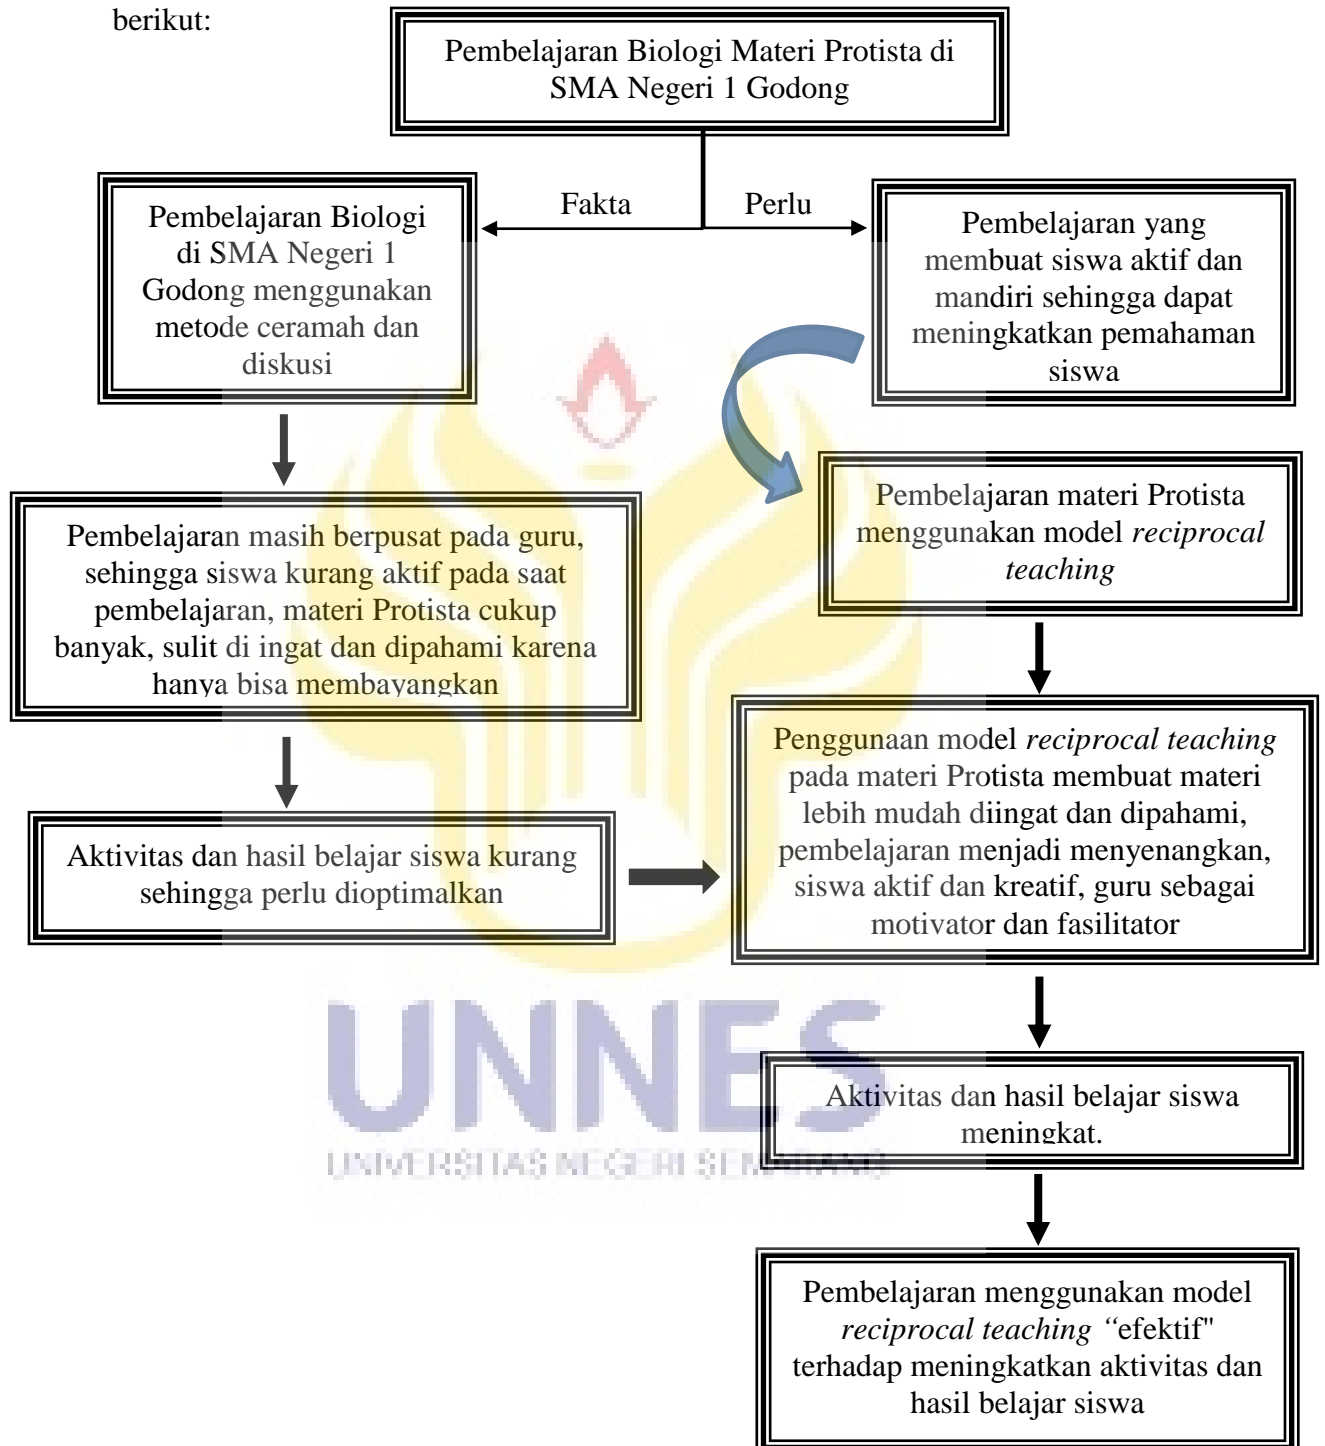 berikut:
Pembelajaran Biologi Materi Protista di
SMA Negeri 1 Godong
Fakta
Perlu
Pembelajaran Biologi
di SMA Negeri 1
Godong menggunakan
metode ceramah dan
diskusi
Pembelajaran yang
membuat siswa aktif dan
mandiri sehingga dapat
meningkatkan pemahaman
siswa
Pembelajaran masih berpusat pada guru,
sehingga siswa kurang aktif pada saat
pembelajaran, materi Protista cukup
banyak, sulit di ingat dan dipahami karena
hanya bisa membayangkan
Pembelajaran materi Protista
menggunakan model reciprocal
teaching
Aktivitas dan hasil belajar siswa kurang
sehingga perlu dioptimalkan
Penggunaan model reciprocal teaching
pada materi Protista membuat materi
lebih mudah diingat dan dipahami,
pembelajaran menjadi menyenangkan,
siswa aktif dan kreatif, guru sebagai
motivator dan fasilitator
Aktivitas dan hasil belajar siswa
meningkat.
Pembelajaran menggunakan model
reciprocal teaching “efektif"
terhadap meningkatkan aktivitas dan
hasil belajar siswa
UNNES
UNIVERSITAS NEGERI SEMARANG